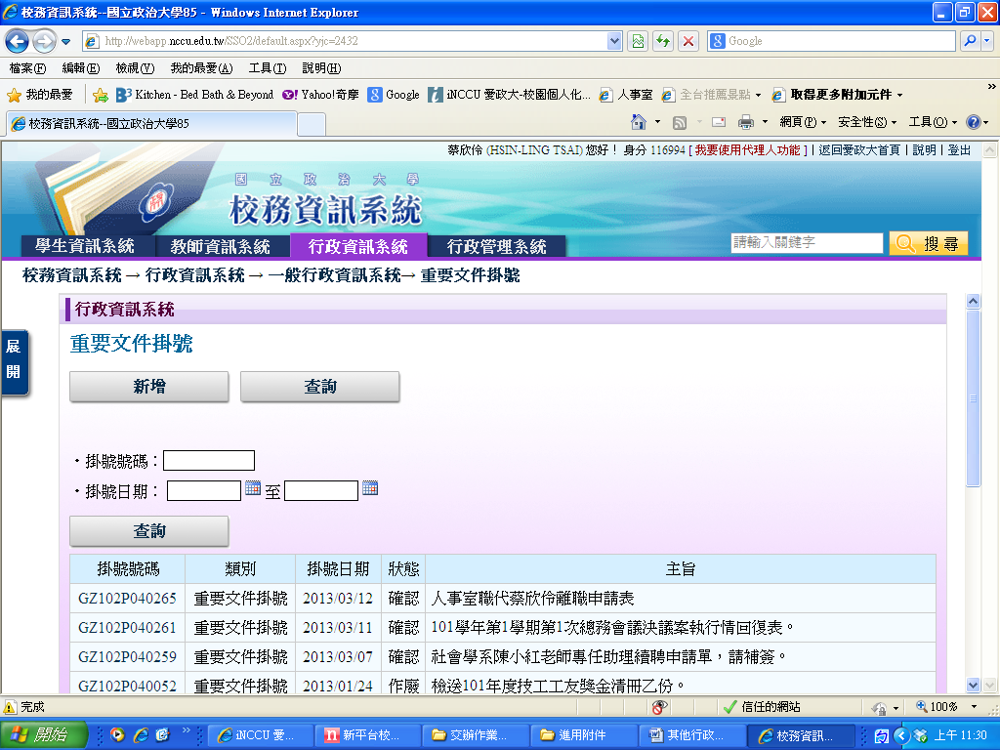 校務資訊系統--國立政治大學85 - Windows Internet Explorer
http://webapp.nccu.edu.tw/SSO2/default.aspx?yjc=2432
Google
檔案(F) 編輯(E) 檢視(V) 我的最愛(A) 工具(T) 說明(H)
我的最愛 Kitchen - Bed Bath & Beyond Yahoo!奇摩 Google iNCCU 愛政大-校園個人化... 人事室 全台推薦景點 取得更多附加元件
校務資訊系統--國立政治大學85
網頁(P) 安全性(S) 工具(O)
蔡欣伶 (HSIN-LING TSAI) 您好! 身分 116994 [ 我要使用代理人功能 ] | 返回愛政大首頁 | 說明 | 登出
國立政治大學
校務資訊系統
學生資訊系統 教師資訊系統 行政資訊系統 行政管理系統
請輸入關鍵字 搜尋
校務資訊系統 → 行政資訊系統 → 一般行政資訊系統→ 重要文件掛號
行政資訊系統
展開
重要文件掛號
新增 查詢
・掛號號碼:
・掛號日期: 至
查詢
掛號號碼 類別 掛號日期 狀態 主旨
GZ102P040265 重要文件掛號 2013/03/12 確認 人事室職代蔡欣伶離職申請表
GZ102P040261 重要文件掛號 2013/03/11 確認 101學年第1學期第1次總務會議決議案執行情回復表。
GZ102P040259 重要文件掛號 2013/03/07 確認 社會學系陳小紅老師專任助理續聘申請單,請補簽。
GZ102P040052 重要文件掛號 2013/01/24 作廢 檢送101年度技工工友獎金清冊乙份。
完成 信任的網站 100%
開始 iNCCU 愛... 新平台校... 交辦作業... 進用附件 其他行政... 校務資訊... 上午 11:30